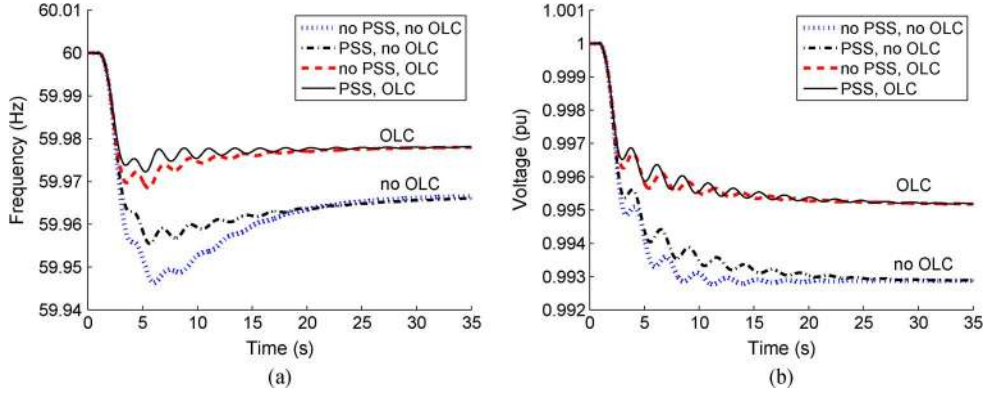 60.01
60
59.99
59.98
59.97
59.96
59.95
59.94
Frequency (Hz)
0 5 10 15 20 25 30 35
Time (s)
no PSS, no OLC
PSS, no OLC
no PSS, OLC
PSS, OLC
OLC
no OLC
(a)
1
0.999
0.998
0.997
0.996
0.995
0.994
0.993
0.992
Voltage (pu)
0 5 10 15 20 25 30 35
Time (s)
no PSS, no OLC
PSS, no OLC
no PSS, OLC
PSS, OLC
OLC
no OLC
(b)